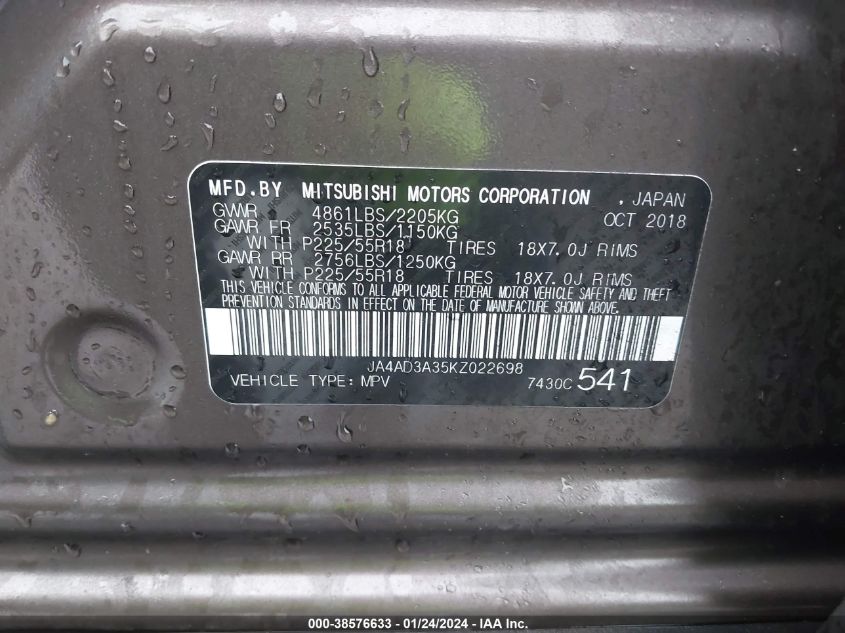 MFD.BY MITSUBISHI MOTORS CORPORATION . JAPAN
GVWR 4861LBS/2205KG OCT 2018
GAWR FR 2535LBS/1150KG
WITH P225/55R18 TIRES 18X7.0J RIMS
GAWR RR 2756LBS/1250KG
WITH P225/55R18 TIRES 18X7.0J RIMS
THIS VEHICLE CONFORMS TO ALL APPLICABLE FEDERAL MOTOR VEHICLE SAFETY AND THEFT
PREVENTION STANDARDS IN EFFECT ON THE DATE OF MANUFACTURE SHOWN ABOVE.
JA4AD3A35KZ022698
VEHICLE TYPE: MPV 7430C 541
000-38576633 - 01/24/2024 - IAA Inc.